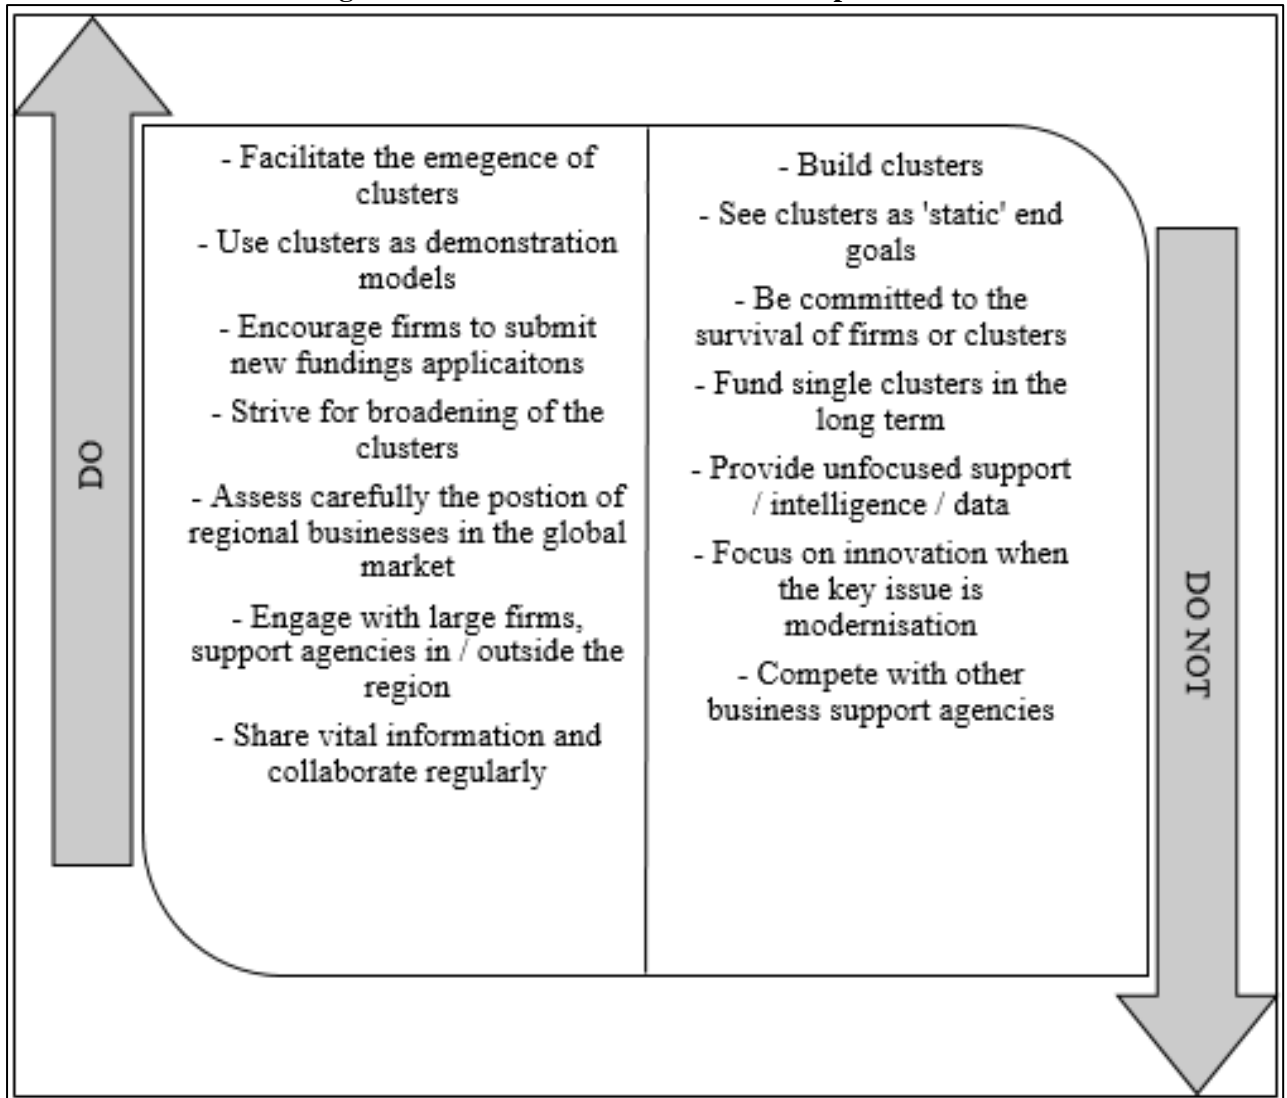 DO
- Facilitate the emegence of
clusters
- Use clusters as demonstration
models
- Encourage firms to submit
new fundings applicaitons
- Strive for broadening of the
clusters
- Assess carefully the postion of
regional businesses in the global
market
- Engage with large firms,
support agencies in / outside the
region
- Share vital information and
collaborate regularly
- Build clusters
- See clusters as 'static' end
goals
- Be committed to the
survival of firms or clusters
- Fund single clusters in the
long term
- Provide unfocused support
/ intelligence / data
- Focus on innovation when
the key issue is
modernisation
- Compete with other
business support agencies
DO NOT